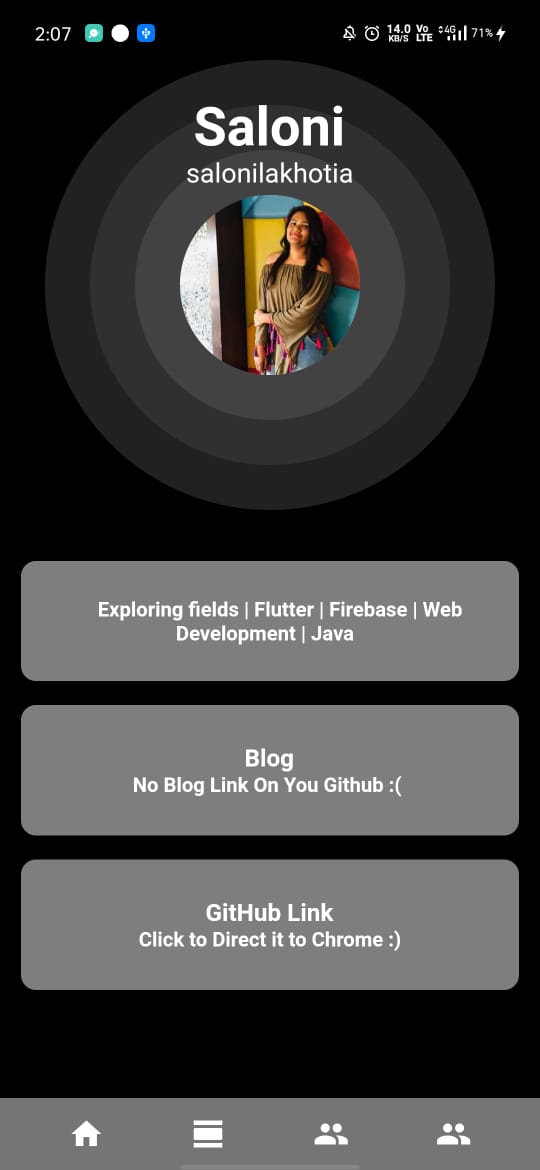 2:07
14.0 KB/S
Vo LTE
4G
71%
Saloni
salonilakhotia
Exploring fields | Flutter | Firebase | Web
Development | Java
Blog
No Blog Link On You Github :(
GitHub Link
Click to Direct it to Chrome :)